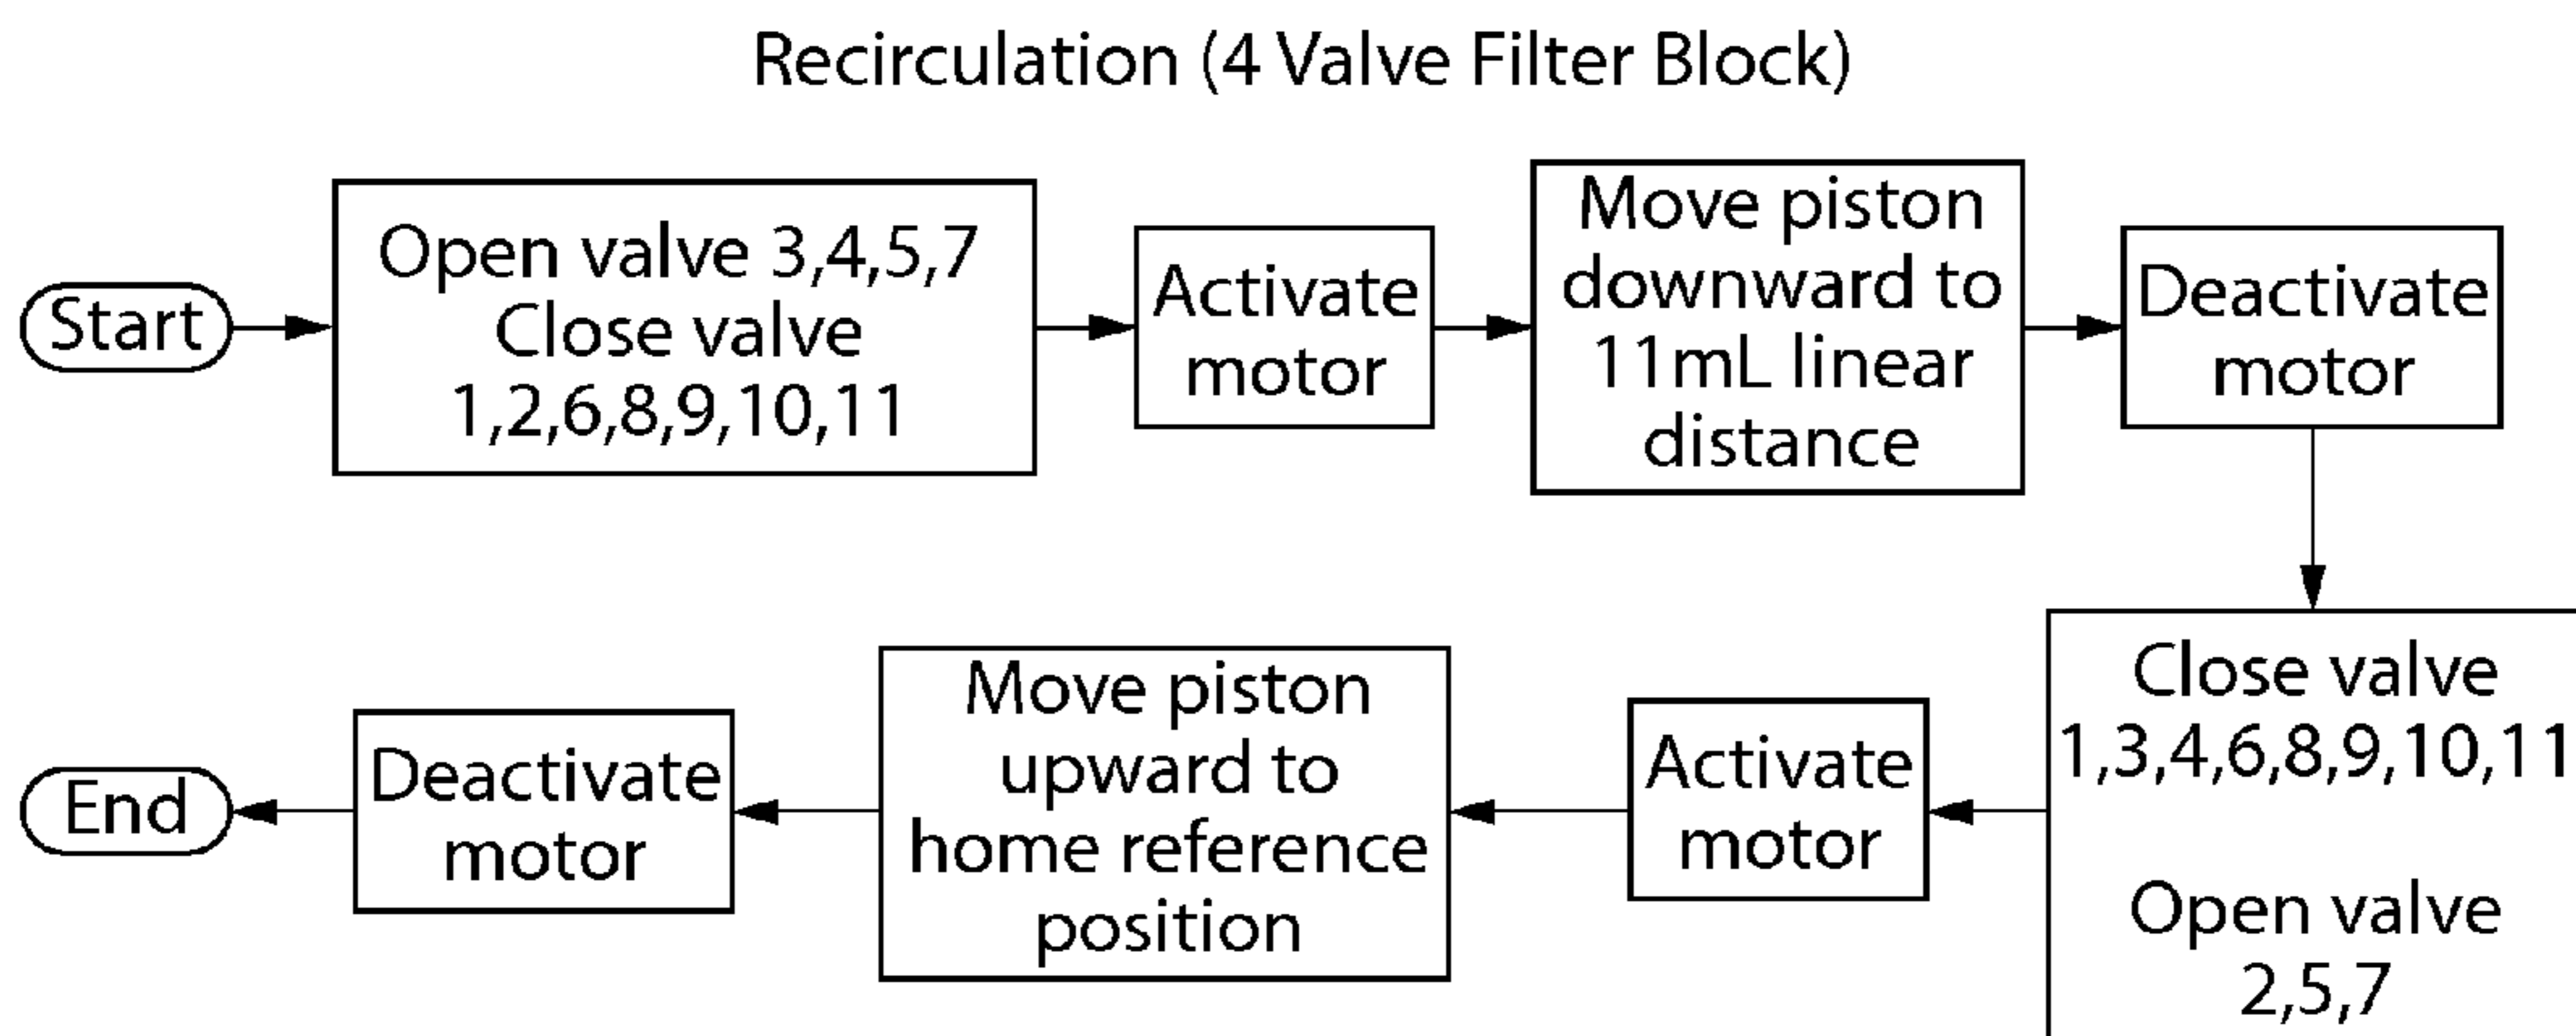 Recirculation (4 Valve Filter Block)
Start
Open valve 3,4,5,7
Close valve
1,2,6,8,9,10,11
Activate
motor
Move piston
downward to
11mL linear
distance
Deactivate
motor
Close valve
1,3,4,6,8,9,10,11
Open valve
2,5,7
Activate
motor
Move piston
upward to
home reference
position
Deactivate
motor
End